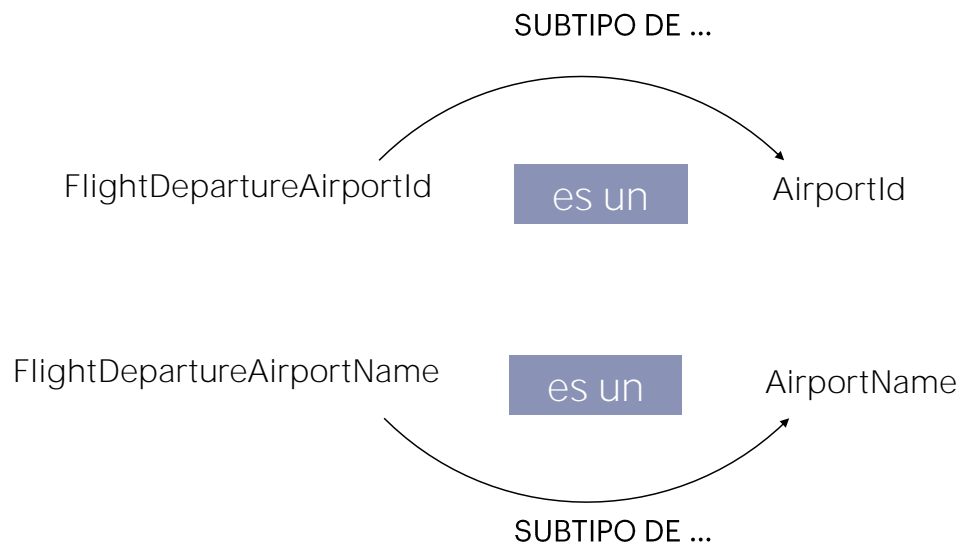 SUBTIPO DE ...
FlightDepartureAirportId
es un
AirportId
FlightDepartureAirportName
es un
AirportName
SUBTIPO DE ...